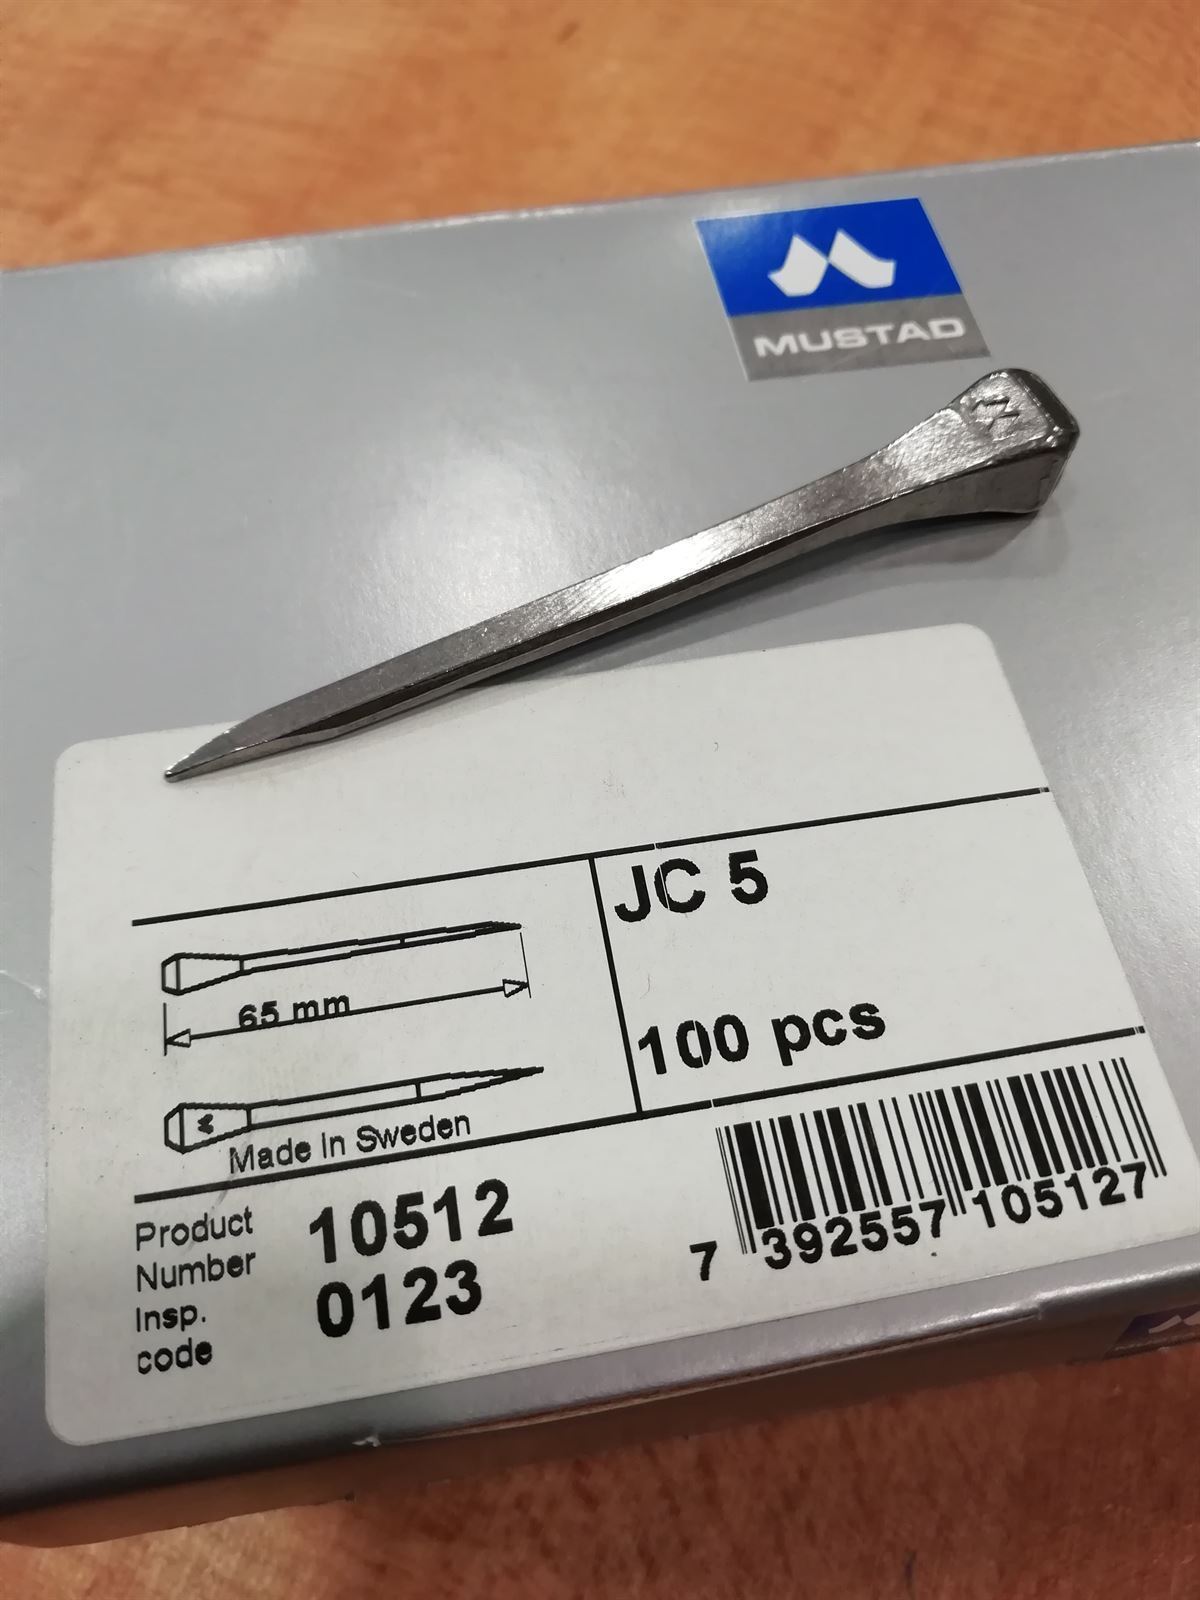 MUSTAD
JC 5
65 mm
100 pcs
Made In Sweden
Product
Number
10512
Insp.
code
0123
7 392557 105127